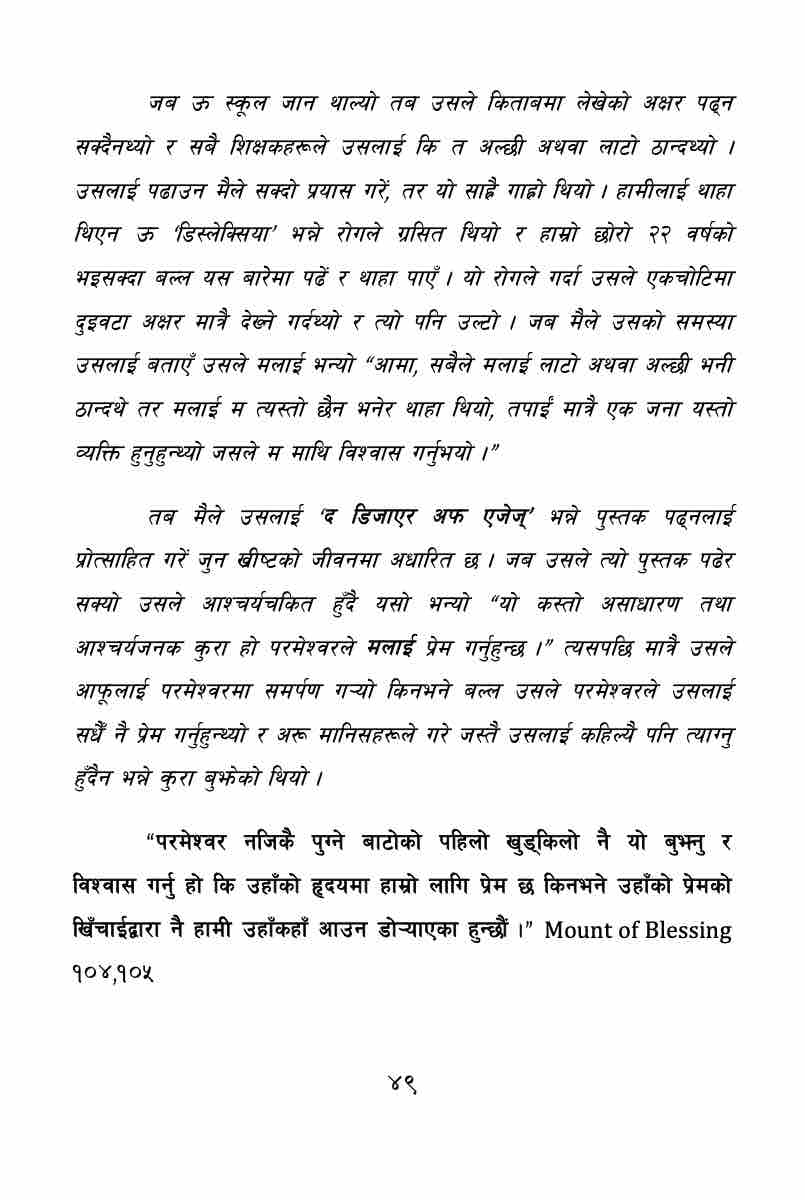 जब ऊ स्कूल जान थाल्यो तब उसले किताबमा लेखेको अक्षर पढ्न
सक्दैनथ्यो र सबै शिक्षकहरूले उसलाई कि त अल्छी अथवा लाटो ठान्दथ्यो ।
उसलाई पढाउन मैले सक्दो प्रयास गरें, तर यो साह्रै गाह्रो थियो । हामीलाई थाहा
थिएन ऊ ‘डिस्लेक्सिया’ भन्ने रोगले ग्रसित थियो र हाम्रो छोरो २२ वर्षको
भइसक्दा बल्ल यस बारेमा पढें र थाहा पाएँ । यो रोगले गर्दा उसले एकचोटिमा
दुइवटा अक्षर मात्रै देख्ने गर्दथ्यो र त्यो पनि उल्टो । जब मैले उसको समस्या
उसलाई बताएँ उसले मलाई भन्यो “आमा, सबैले मलाई लाटो अथवा अल्छी भनी
ठान्दथे तर मलाई म त्यस्तो छैन भनेर थाहा थियो, तपाईं मात्रै एक जना यस्तो
व्यक्ति हुनुहुन्थ्यो जसले म माथि विश्वास गर्नुभयो ।”
तब मैले उसलाई ‘द डिजाएर अफ एजेज्’ भन्ने पुस्तक पढ्नलाई
प्रोत्साहित गरें जुन ख्रीष्टको जीवनमा अधारित छ । जब उसले त्यो पुस्तक पढेर
सक्यो उसले आश्चर्यचकित हुँदै यसो भन्यो “यो कस्तो असाधारण तथा
आश्चर्यजनक कुरा हो परमेश्वरले मलाई प्रेम गर्नुहुन्छ ।” त्यसपछि मात्रै उसले
आफूलाई परमेश्वरमा समर्पण गऱ्यो किनभने बल्ल उसले परमेश्वरले उसलाई
सधैँ नै प्रेम गर्नुहुन्थ्यो र अरू मानिसहरूले गरे जस्तै उसलाई कहिल्यै पनि त्याग्नु
हुँदैन भन्ने कुरा बुझेको थियो ।
“परमेश्वर नजिकै पुग्ने बाटोको पहिलो खुड्किलो नै यो बुझ्नु र
विश्वास गर्नु हो कि उहाँको हृदयमा हाम्रो लागि प्रेम छ किनभने उहाँको प्रेमको
खिँचाईद्वारा नै हामी उहाँकहाँ आउन डोऱ्याएका हुन्छौं ।” Mount of Blessing
१०४,१०५
४९